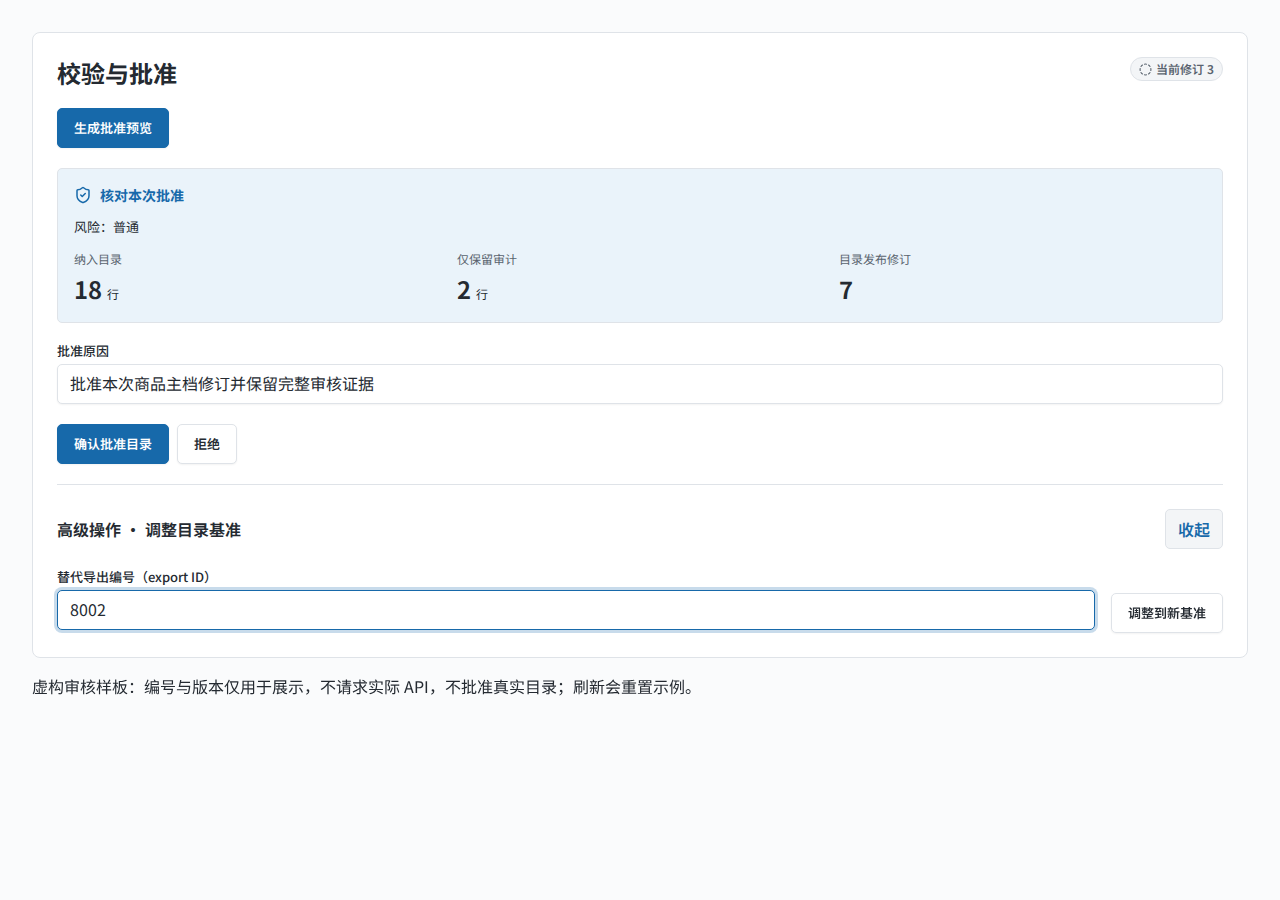 校验与批准
当前修订 3
生成批准预览
核对本次批准
风险：普通
纳入目录
18 行
仅保留审计
2 行
目录发布修订
7
批准原因
批准本次商品主档修订并保留完整审核证据
确认批准目录
拒绝
高级操作 · 调整目录基准
收起
替代导出编号（export ID）
8002
调整到新基准
虚构审核样板：编号与版本仅用于展示，不请求实际 API，不批准真实目录；刷新会重置示例。